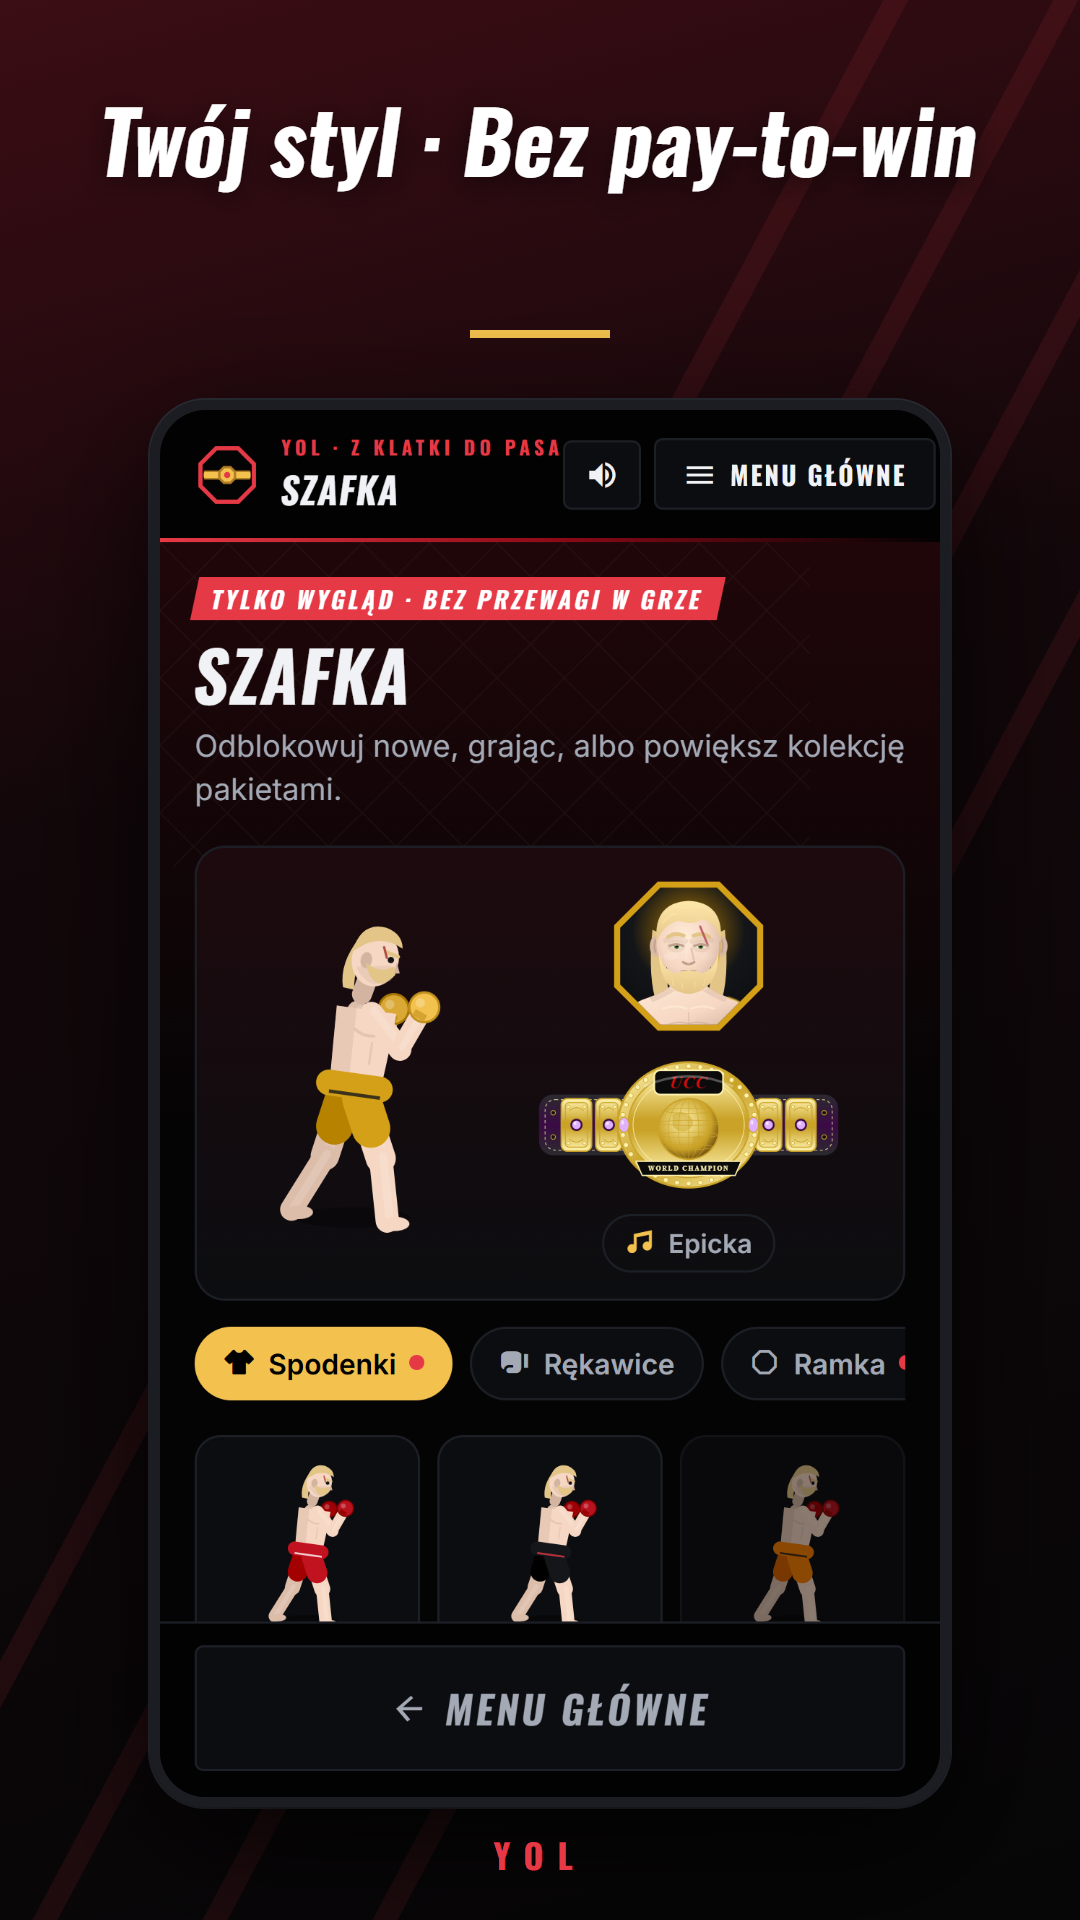 Twój styl · Bez pay-to-win
YOL · Z KLATKI DO PASA
SZAFKA
MENU GŁÓWNE
TYLKO WYGLĄD · BEZ PRZEWAGI W GRZE
SZAFKA
Odblokowuj nowe, grając, albo powiększ kolekcję
pakietami.
UCC
WORLD CHAMPION
Epicka
Spodenki
Rękawice
Ramka
MENU GŁÓWNE
YOL